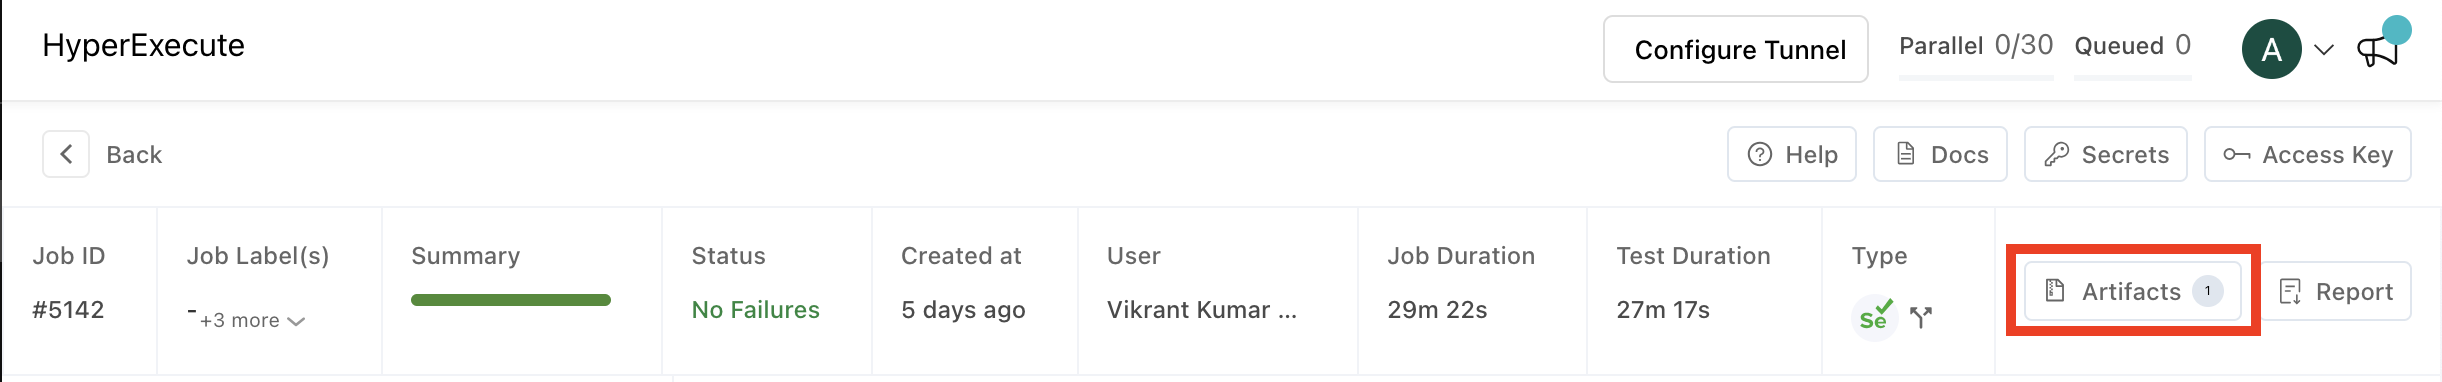 HyperExecute
Configure Tunnel
Parallel 0/30
Queued 0
A
Back
Help
Docs
Secrets
Access Key
Job ID
#5142
Job Label(s)
- +3 more
Summary
Status
No Failures
Created at
5 days ago
User
Vikrant Kumar ...
Job Duration
29m 22s
Test Duration
27m 17s
Type
Se
Artifacts 1
Report